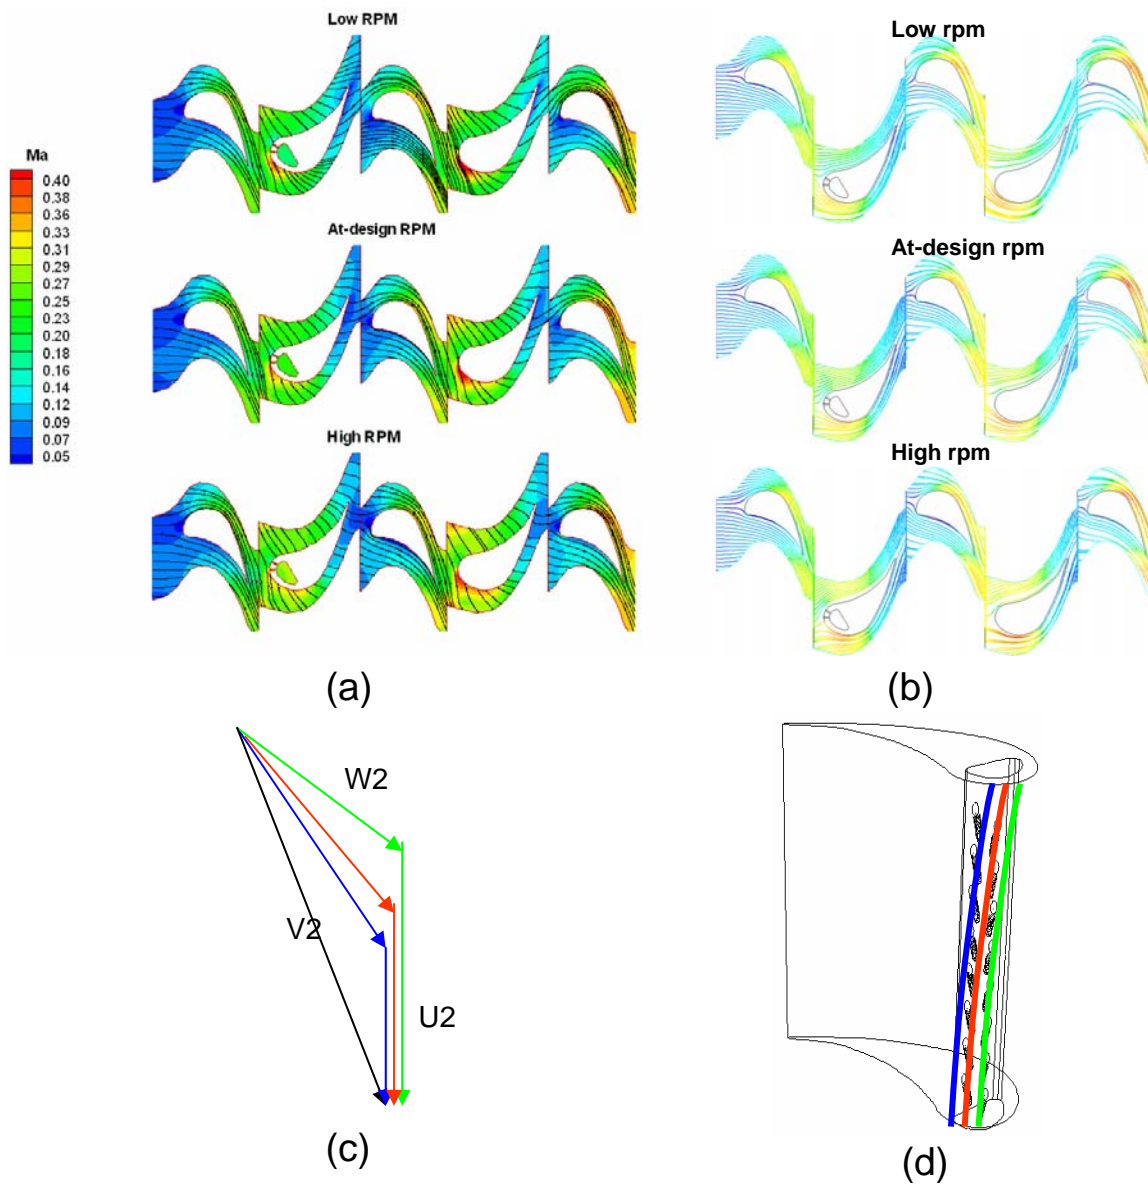 Low RPM
Ma
0.40
0.38
0.36
0.33
0.31
0.29
0.27
0.25
0.23
0.20
0.18
0.16
0.14
0.12
0.09
0.07
0.05
At-design RPM
High RPM
(a)
Low rpm
At-design rpm
High rpm
(b)
W2
V2
U2
(c)
(d)